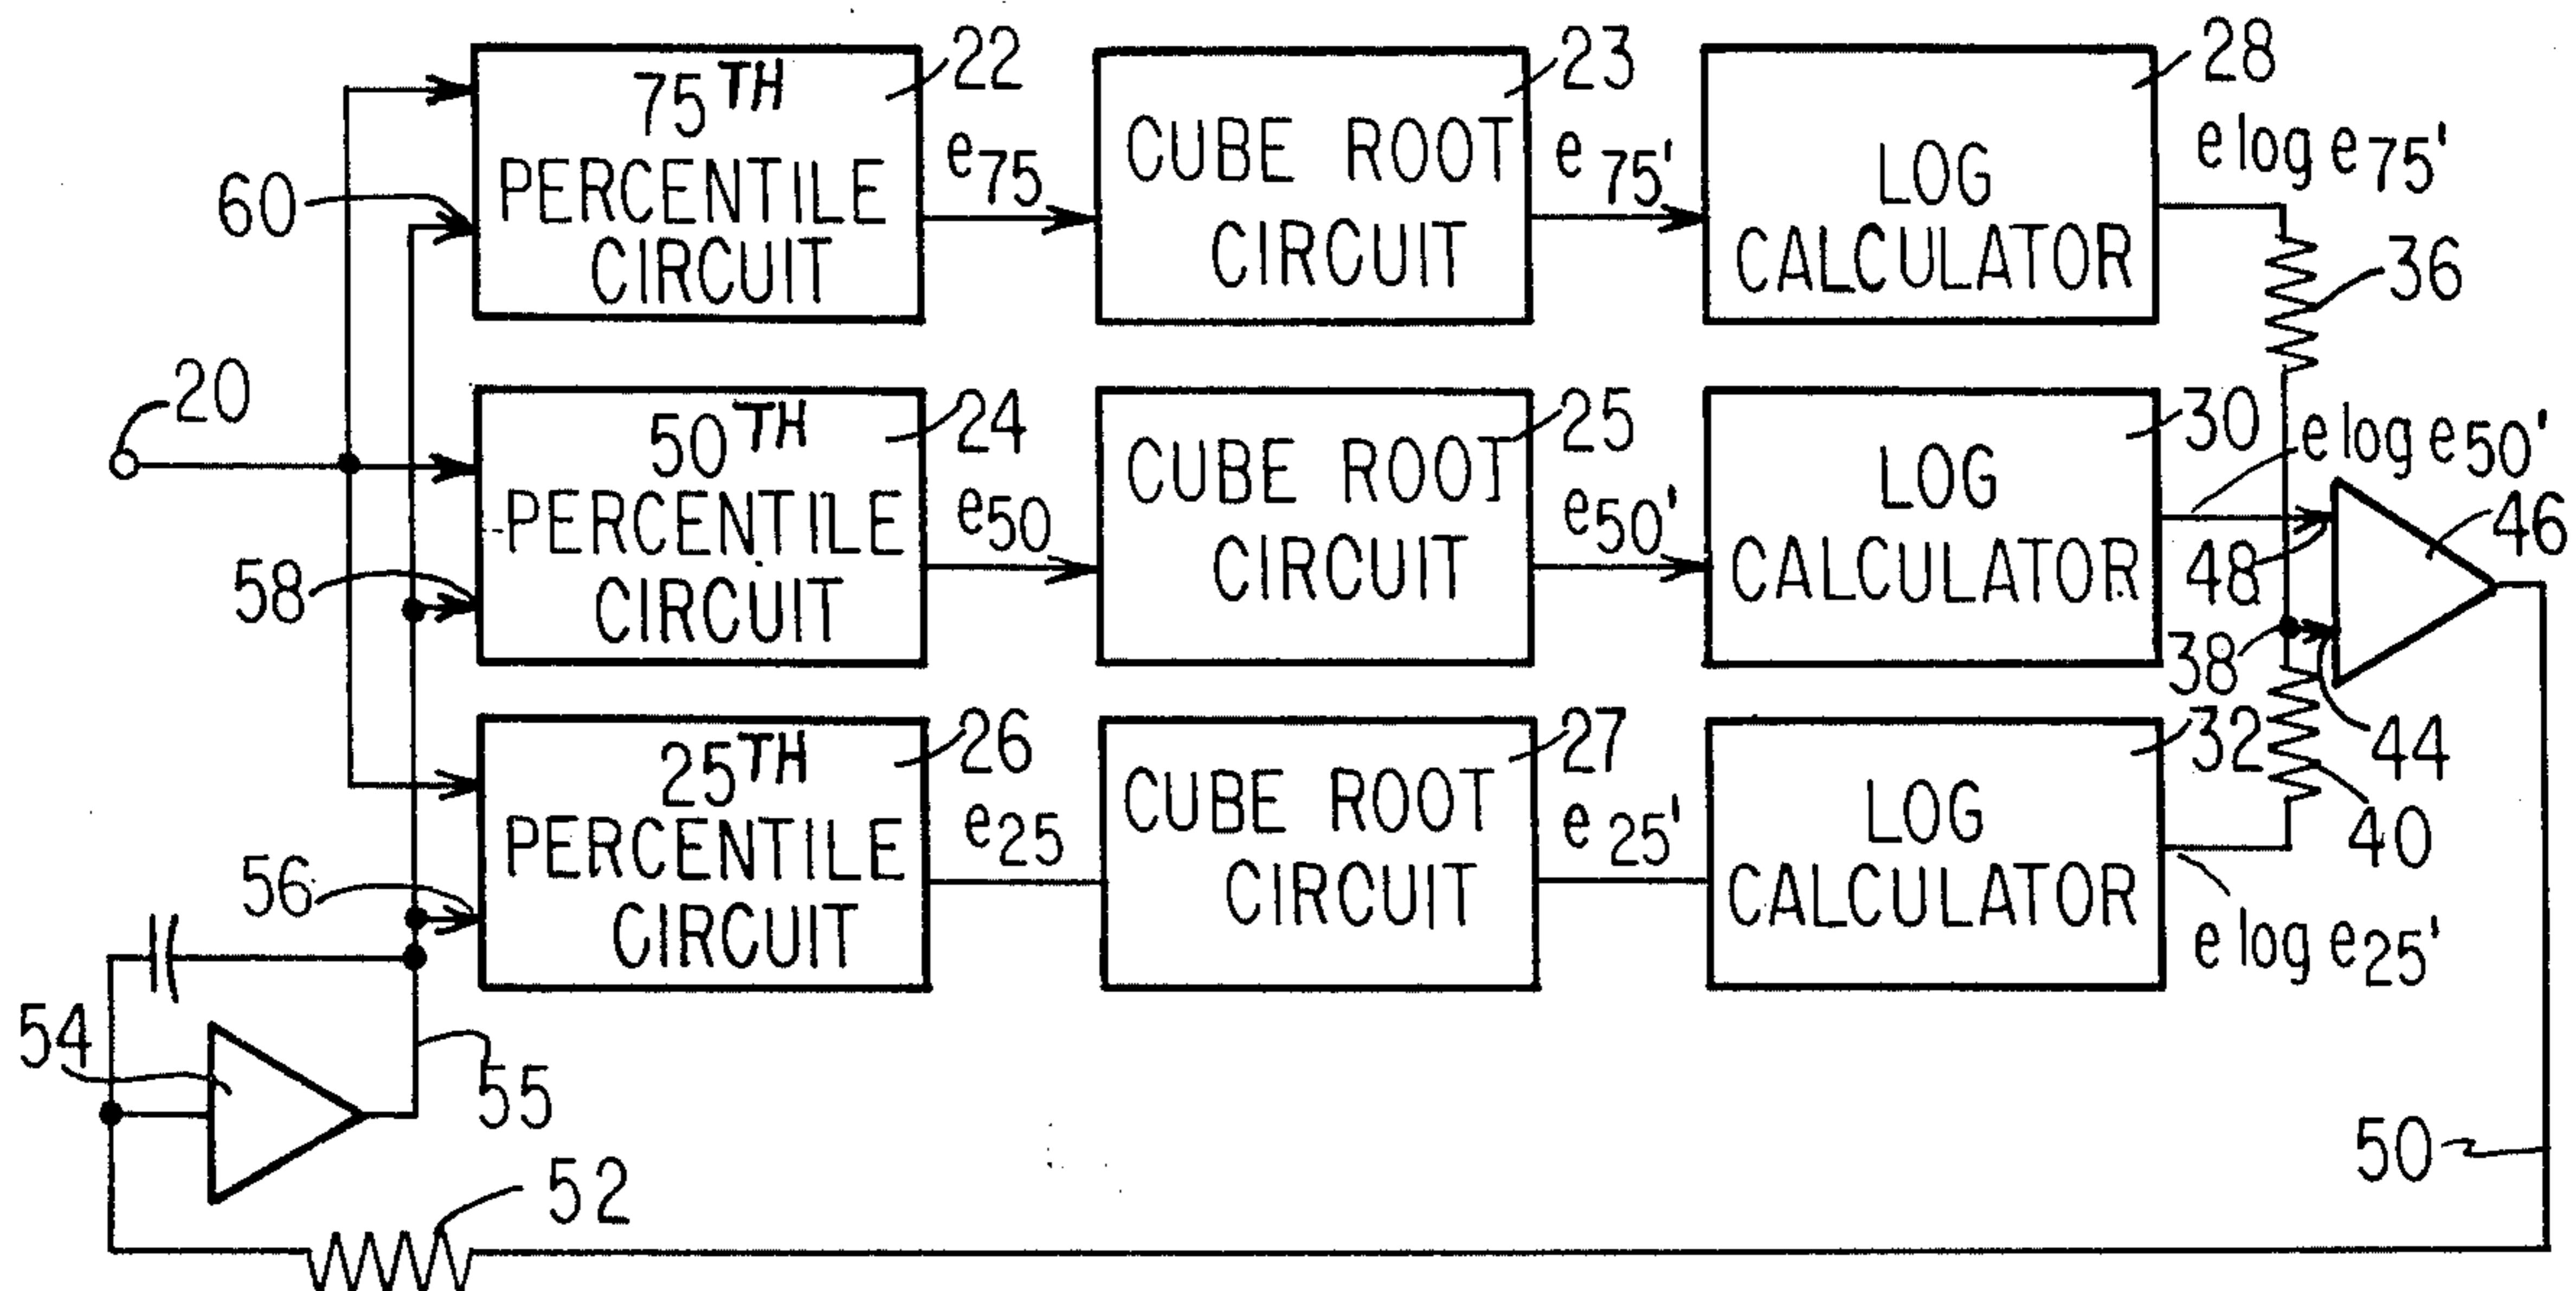 75TH
PERCENTILE
CIRCUIT
22
e75
60
CUBE ROOT
CIRCUIT
23
e75'
LOG
CALCULATOR
28
e log e75'
36
20
50TH
PERCENTILE
CIRCUIT
24
e50
58
CUBE ROOT
CIRCUIT
25
e50'
LOG
CALCULATOR
30
e log e50'
48
46
38
44
25TH
PERCENTILE
CIRCUIT
26
e25
56
CUBE ROOT
CIRCUIT
27
e25'
LOG
CALCULATOR
32
40
e log e25'
54
55
52
50